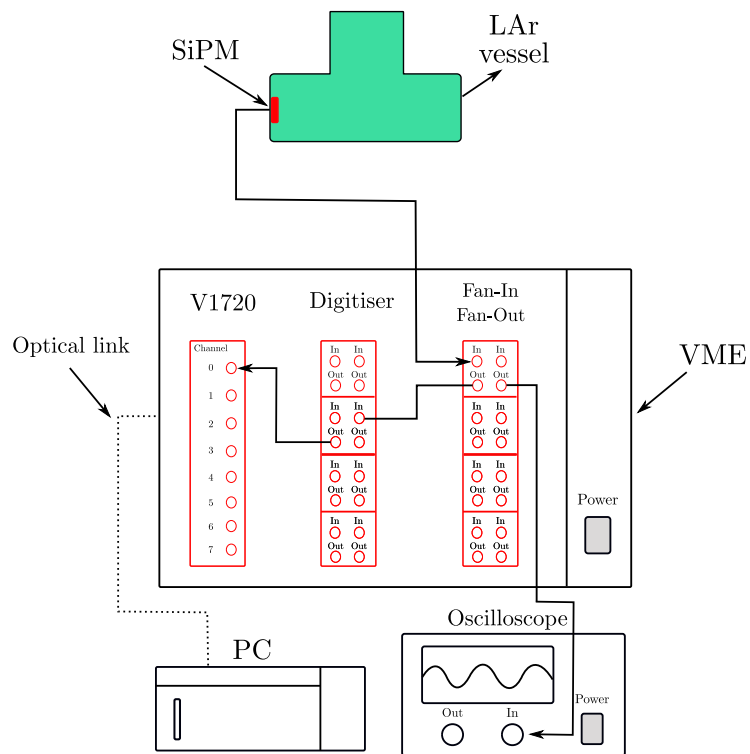 SiPM
LAr
vessel
V1720
Digitiser
Fan-In
Fan-Out
Optical link
VME
Channel
0
1
2
3
4
5
6
7
In In
Out Out
In In
Out Out
In In
Out Out
In In
Out Out
In In
Out Out
In In
Out Out
In In
Out Out
In In
Out Out
Power
Oscilloscope
PC
Out In
Power